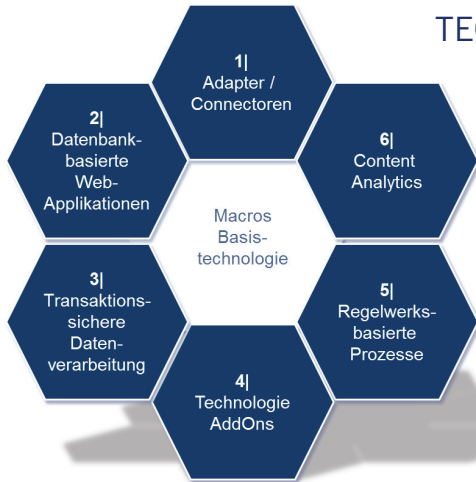 TE
1|
Adapter /
Connectoren
2|
Datenbank-
basierte
Web-
Applikationen
6|
Content
Analytics
Macros
Basis-
technologie
3|
Transaktions-
sichere
Daten-
verarbeitung
5|
Regelwerks-
basierte
Prozesse
4|
Technologie
AddOns